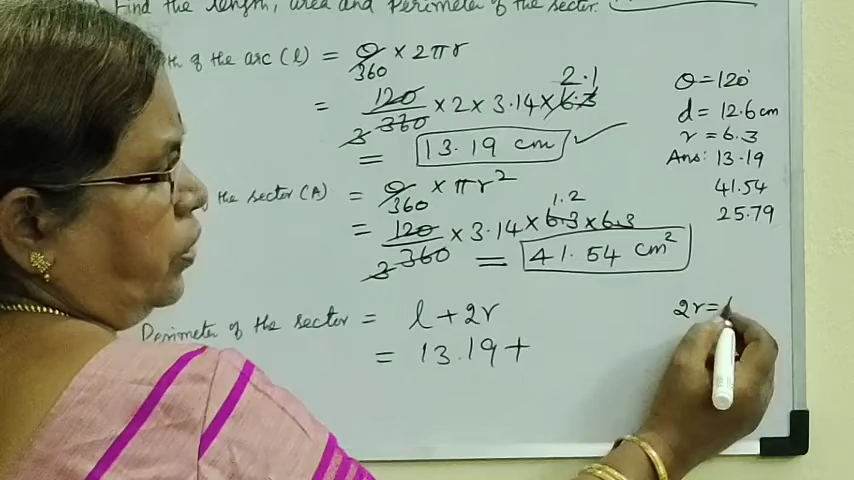 Find the length, area and Perimeter of the sector.
of the arc (l) = θ/360 × 2πr
= 120/360 3 × 2 × 3.14 × 6.3 2.1
= 13.19 cm ✓
the sector (A) = θ/360 × πr²
= 120/360 3 × 3.14 × 6.3 × 6.3 1.2
= 41.54 cm²
Perimeter of the sector = l + 2r
= 13.19 +
θ = 120°
d = 12.6 cm
r = 6.3
Ans: 13.19
41.54
25.79
2r =